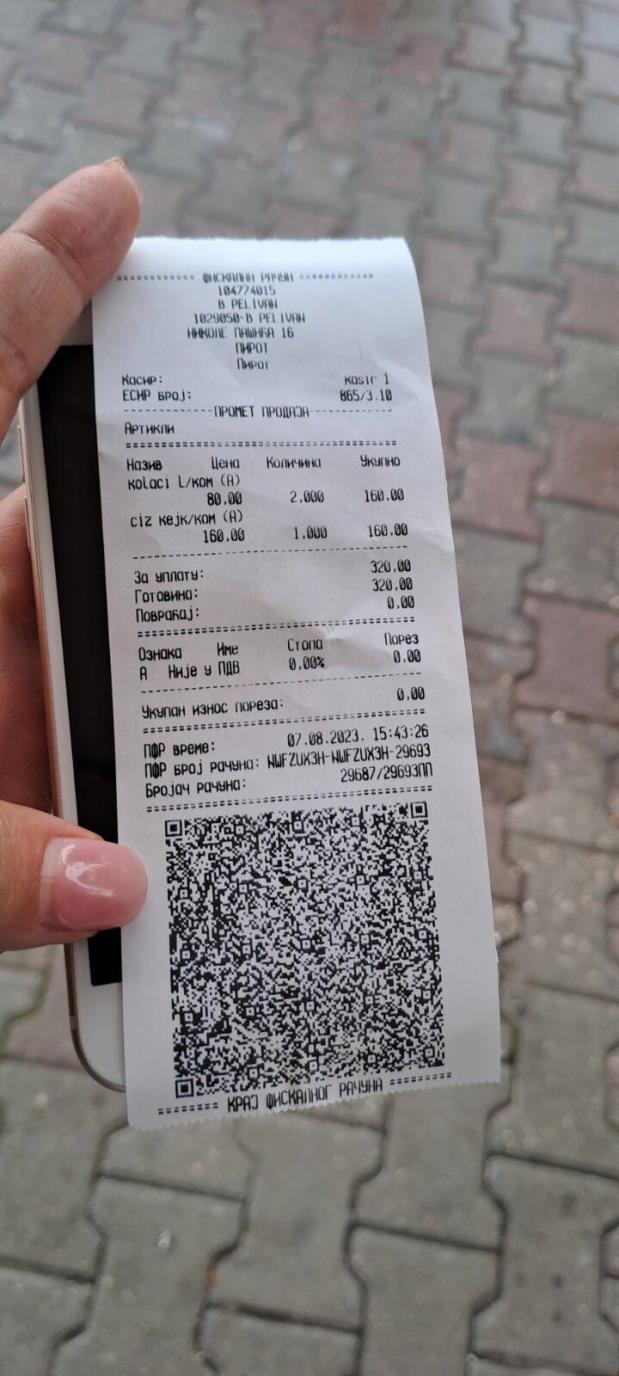 ============ ФИСКАЛНИ РАЧУН ============
104774015
B PELIVAN
1029050-B PELIVAN
НИКОЛЕ ПАШИЋА 16
ПИРОТ
Пирот
Касир: Kasir 1
ЕСИР број: 865/3.10
-------------ПРОМЕТ ПРОДАЈА-------------
Артикли
========================================
Назив Цена Количина Укупно
kolaci L/ком (А)
80.00 2.000 160.00
ciz кејк/ком (А)
160.00 1.000 160.00
----------------------------------------
За уплату: 320,00
Готовина: 320,00
Повраћај: 0,00
========================================
Ознака Име Стопа Порез
А Није у ПДВ 0,00% 0,00
----------------------------------------
Укупан износ пореза: 0,00
========================================
ПФР време: 07.08.2023. 15:43:26
ПФР број рачуна: NWFZUX3H-NWFZUX3H-29693
Бројач рачуна: 29687/29693ПП
========================================
======== КРАЈ ФИСКАЛНОГ РАЧУНА ========